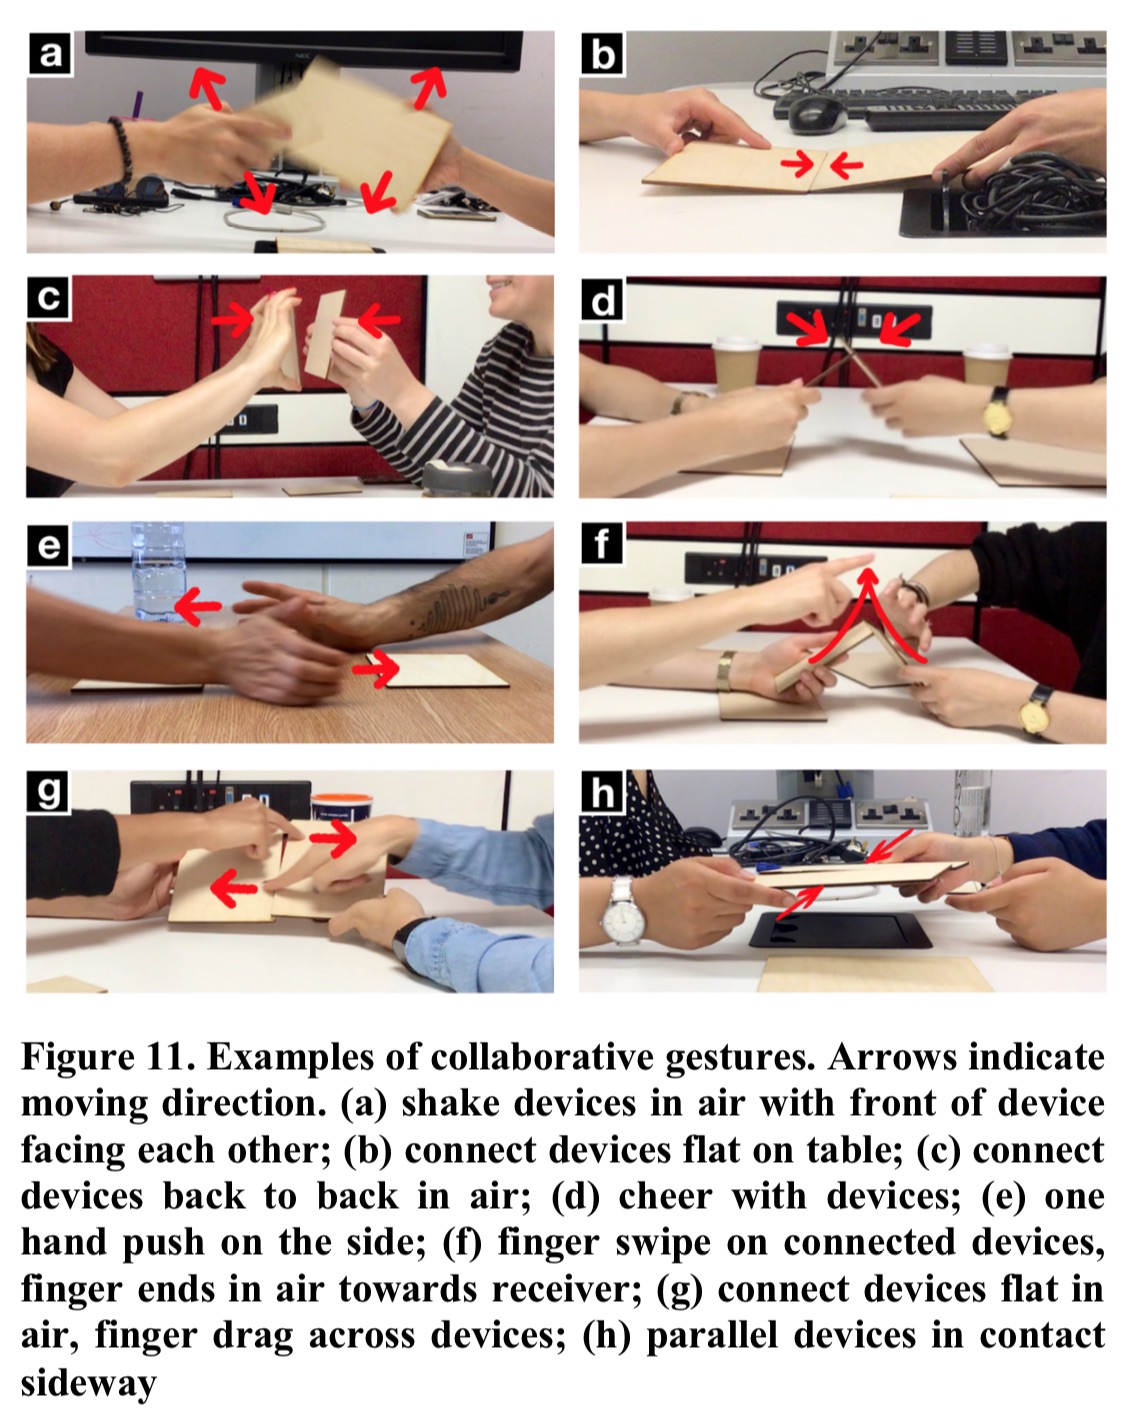 a
b
c
d
e
f
g
h
Figure 11. Examples of collaborative gestures. Arrows indicate
moving direction. (a) shake devices in air with front of device
facing each other; (b) connect devices flat on table; (c) connect
devices back to back in air; (d) cheer with devices; (e) one
hand push on the side; (f) finger swipe on connected devices,
finger ends in air towards receiver; (g) connect devices flat in
air, finger drag across devices; (h) parallel devices in contact
sideway